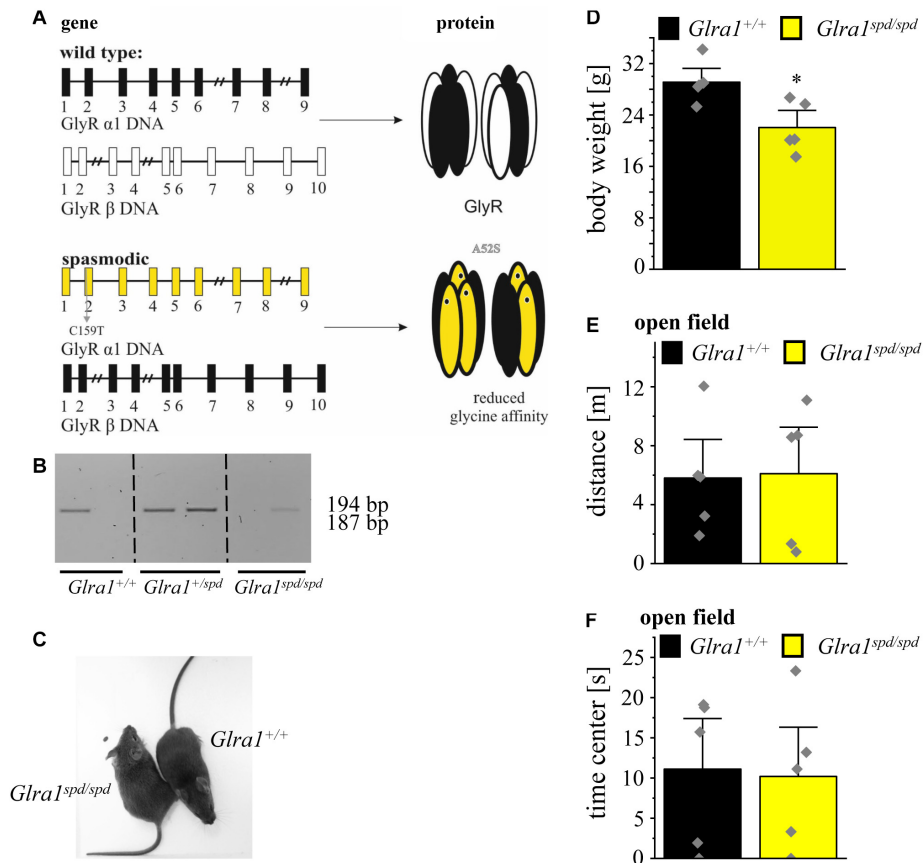 A gene protein
wild type:
1 2 3 4 5 6 7 8 9
GlyR α1 DNA
1 2 3 4 5 6 7 8 9 10
GlyR β DNA
GlyR
spasmodic
A52S
1 2 3 4 5 6 7 8 9
C159T
GlyR α1 DNA
1 2 3 4 5 6 7 8 9 10
GlyR β DNA
reduced
glycine affinity
B
194 bp
187 bp
Glra1+/+ Glra1+/spd Glra1spd/spd
C
Glra1+/+
Glra1spd/spd
D
Glra1+/+ Glra1spd/spd
body weight [g]
32
24
16
8
0
*
E open field
Glra1+/+ Glra1spd/spd
distance [m]
12
8
4
0
F open field
Glra1+/+ Glra1spd/spd
time center [s]
25
20
15
10
5
0